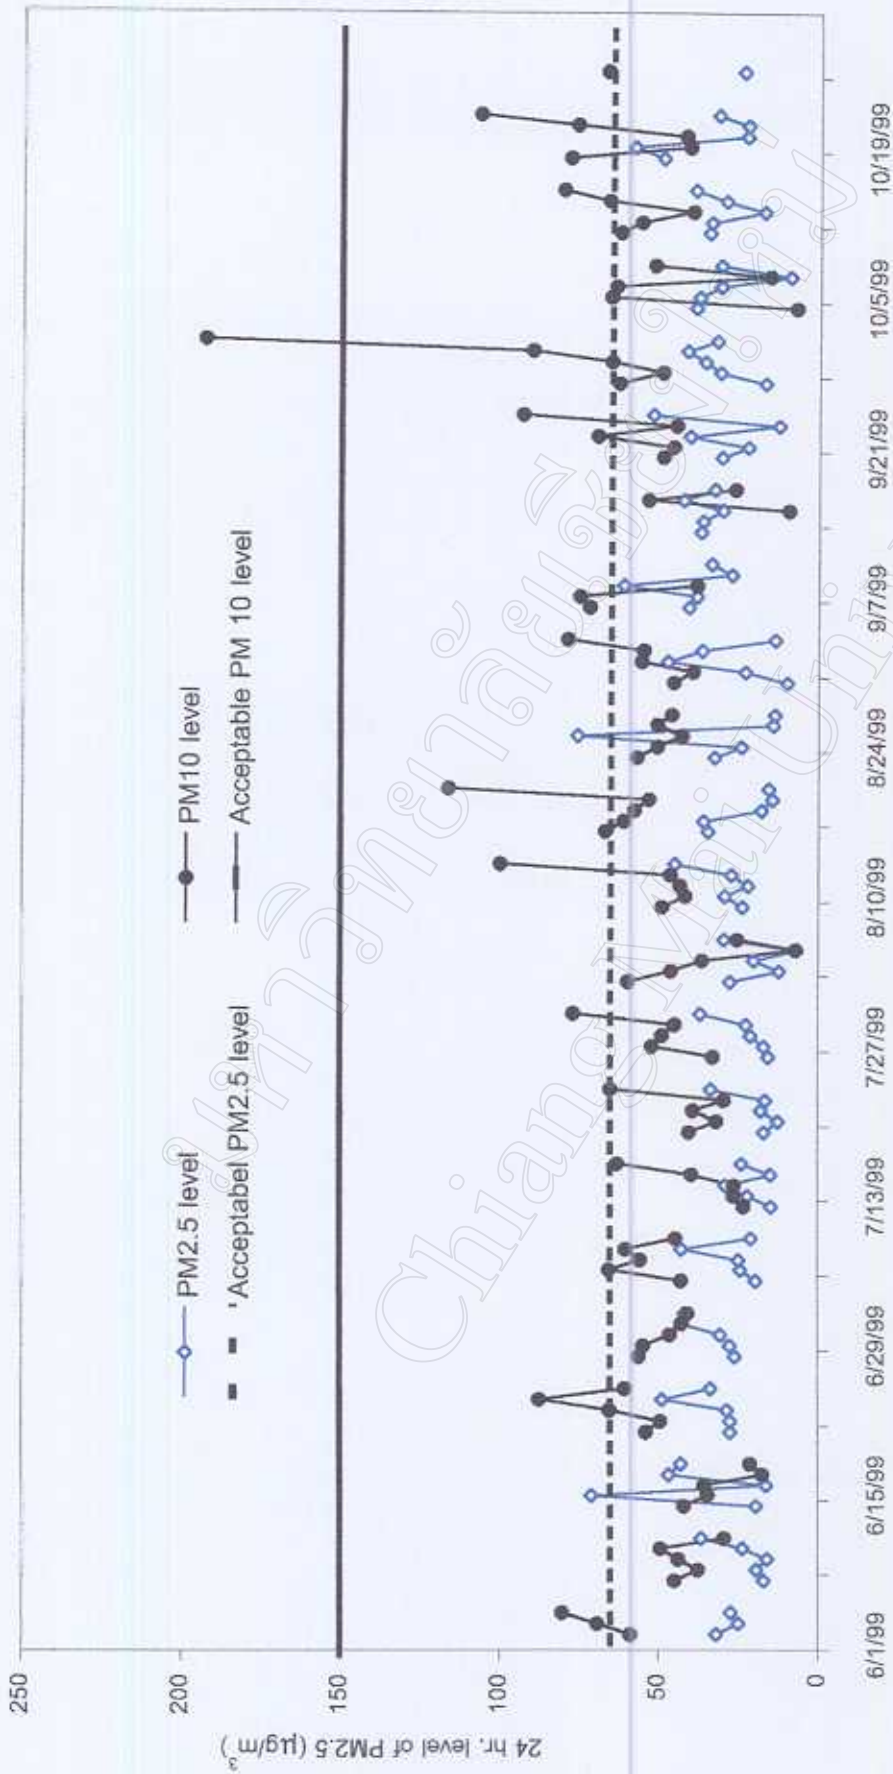 250
200
150
100
50
0
24 hr. level of PM2.5 (µg/m³)
PM2.5 level
PM10 level
'Acceptabel PM2.5 level
Acceptable PM 10 level
6/1/99
6/15/99
6/29/99
7/13/99
7/27/99
8/10/99
8/24/99
9/7/99
9/21/99
10/5/99
10/19/99
Chiang Mai Uni